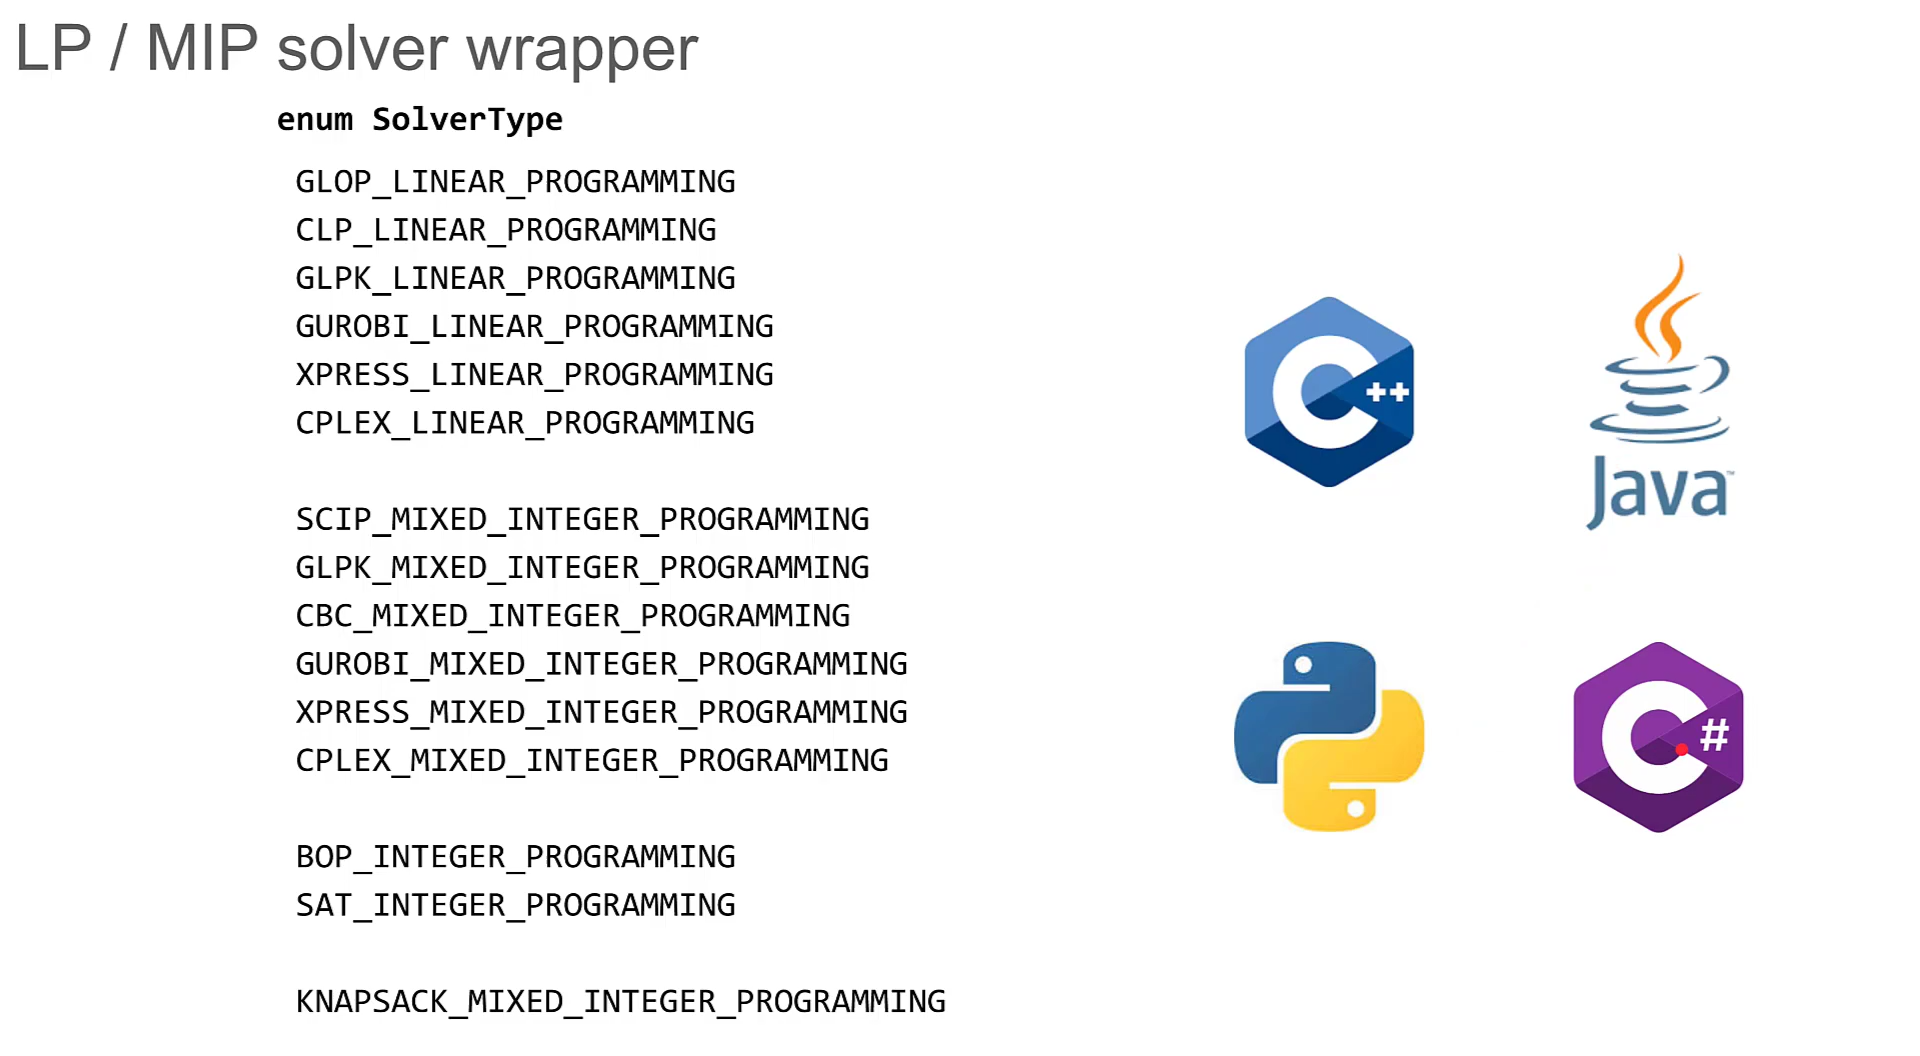 LP / MIP solver wrapper
enum SolverType
GLOP_LINEAR_PROGRAMMING
CLP_LINEAR_PROGRAMMING
GLPK_LINEAR_PROGRAMMING
GUROBI_LINEAR_PROGRAMMING
XPRESS_LINEAR_PROGRAMMING
CPLEX_LINEAR_PROGRAMMING
SCIP_MIXED_INTEGER_PROGRAMMING
GLPK_MIXED_INTEGER_PROGRAMMING
CBC_MIXED_INTEGER_PROGRAMMING
GUROBI_MIXED_INTEGER_PROGRAMMING
XPRESS_MIXED_INTEGER_PROGRAMMING
CPLEX_MIXED_INTEGER_PROGRAMMING
BOP_INTEGER_PROGRAMMING
SAT_INTEGER_PROGRAMMING
KNAPSACK_MIXED_INTEGER_PROGRAMMING
C++
Java™
C#